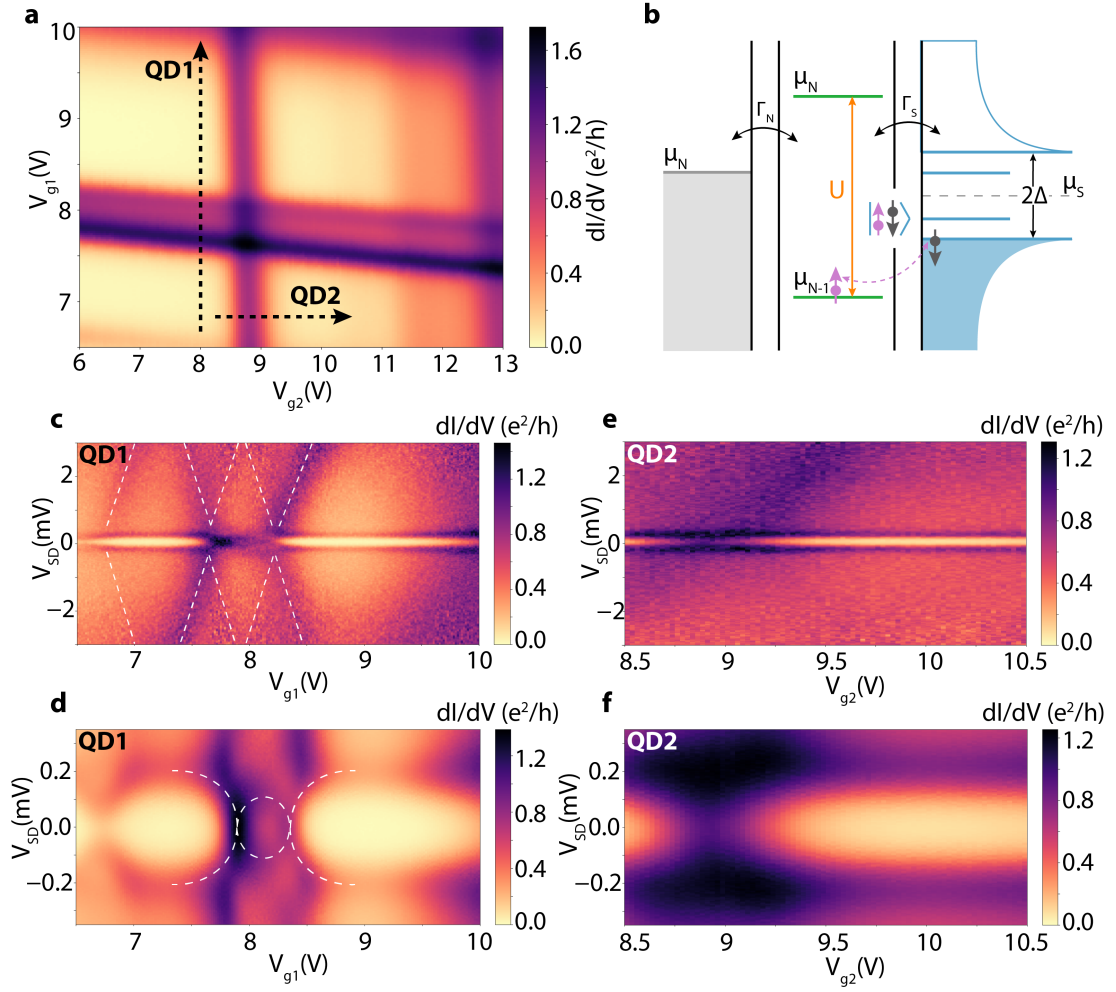 a
10
9
8
7
V_g1(V)
QD1
QD2
6 7 8 9 10 11 12 13
V_g2(V)
1.6
1.2
0.8
0.4
0.0
dI/dV (e²/h)
b
μ_N
Γ_N
Γ_S
μ_N
U
2Δ
μ_S
μ_N-1
c
dI/dV (e²/h)
QD1
2
0
−2
V_SD(mV)
7 8 9 10
V_g1(V)
1.2
0.8
0.4
0.0
e
dI/dV (e²/h)
QD2
2
0
−2
V_SD(mV)
8.5 9 9.5 10 10.5
V_g2(V)
1.2
0.8
0.4
0.0
d
dI/dV (e²/h)
QD1
0.2
0.0
−0.2
V_SD(mV)
7 8 9 10
V_g1(V)
1.2
0.8
0.4
0.0
f
dI/dV (e²/h)
QD2
0.2
0.0
−0.2
V_SD(mV)
8.5 9 9.5 10 10.5
V_g2(V)
1.2
0.8
0.4
0.0